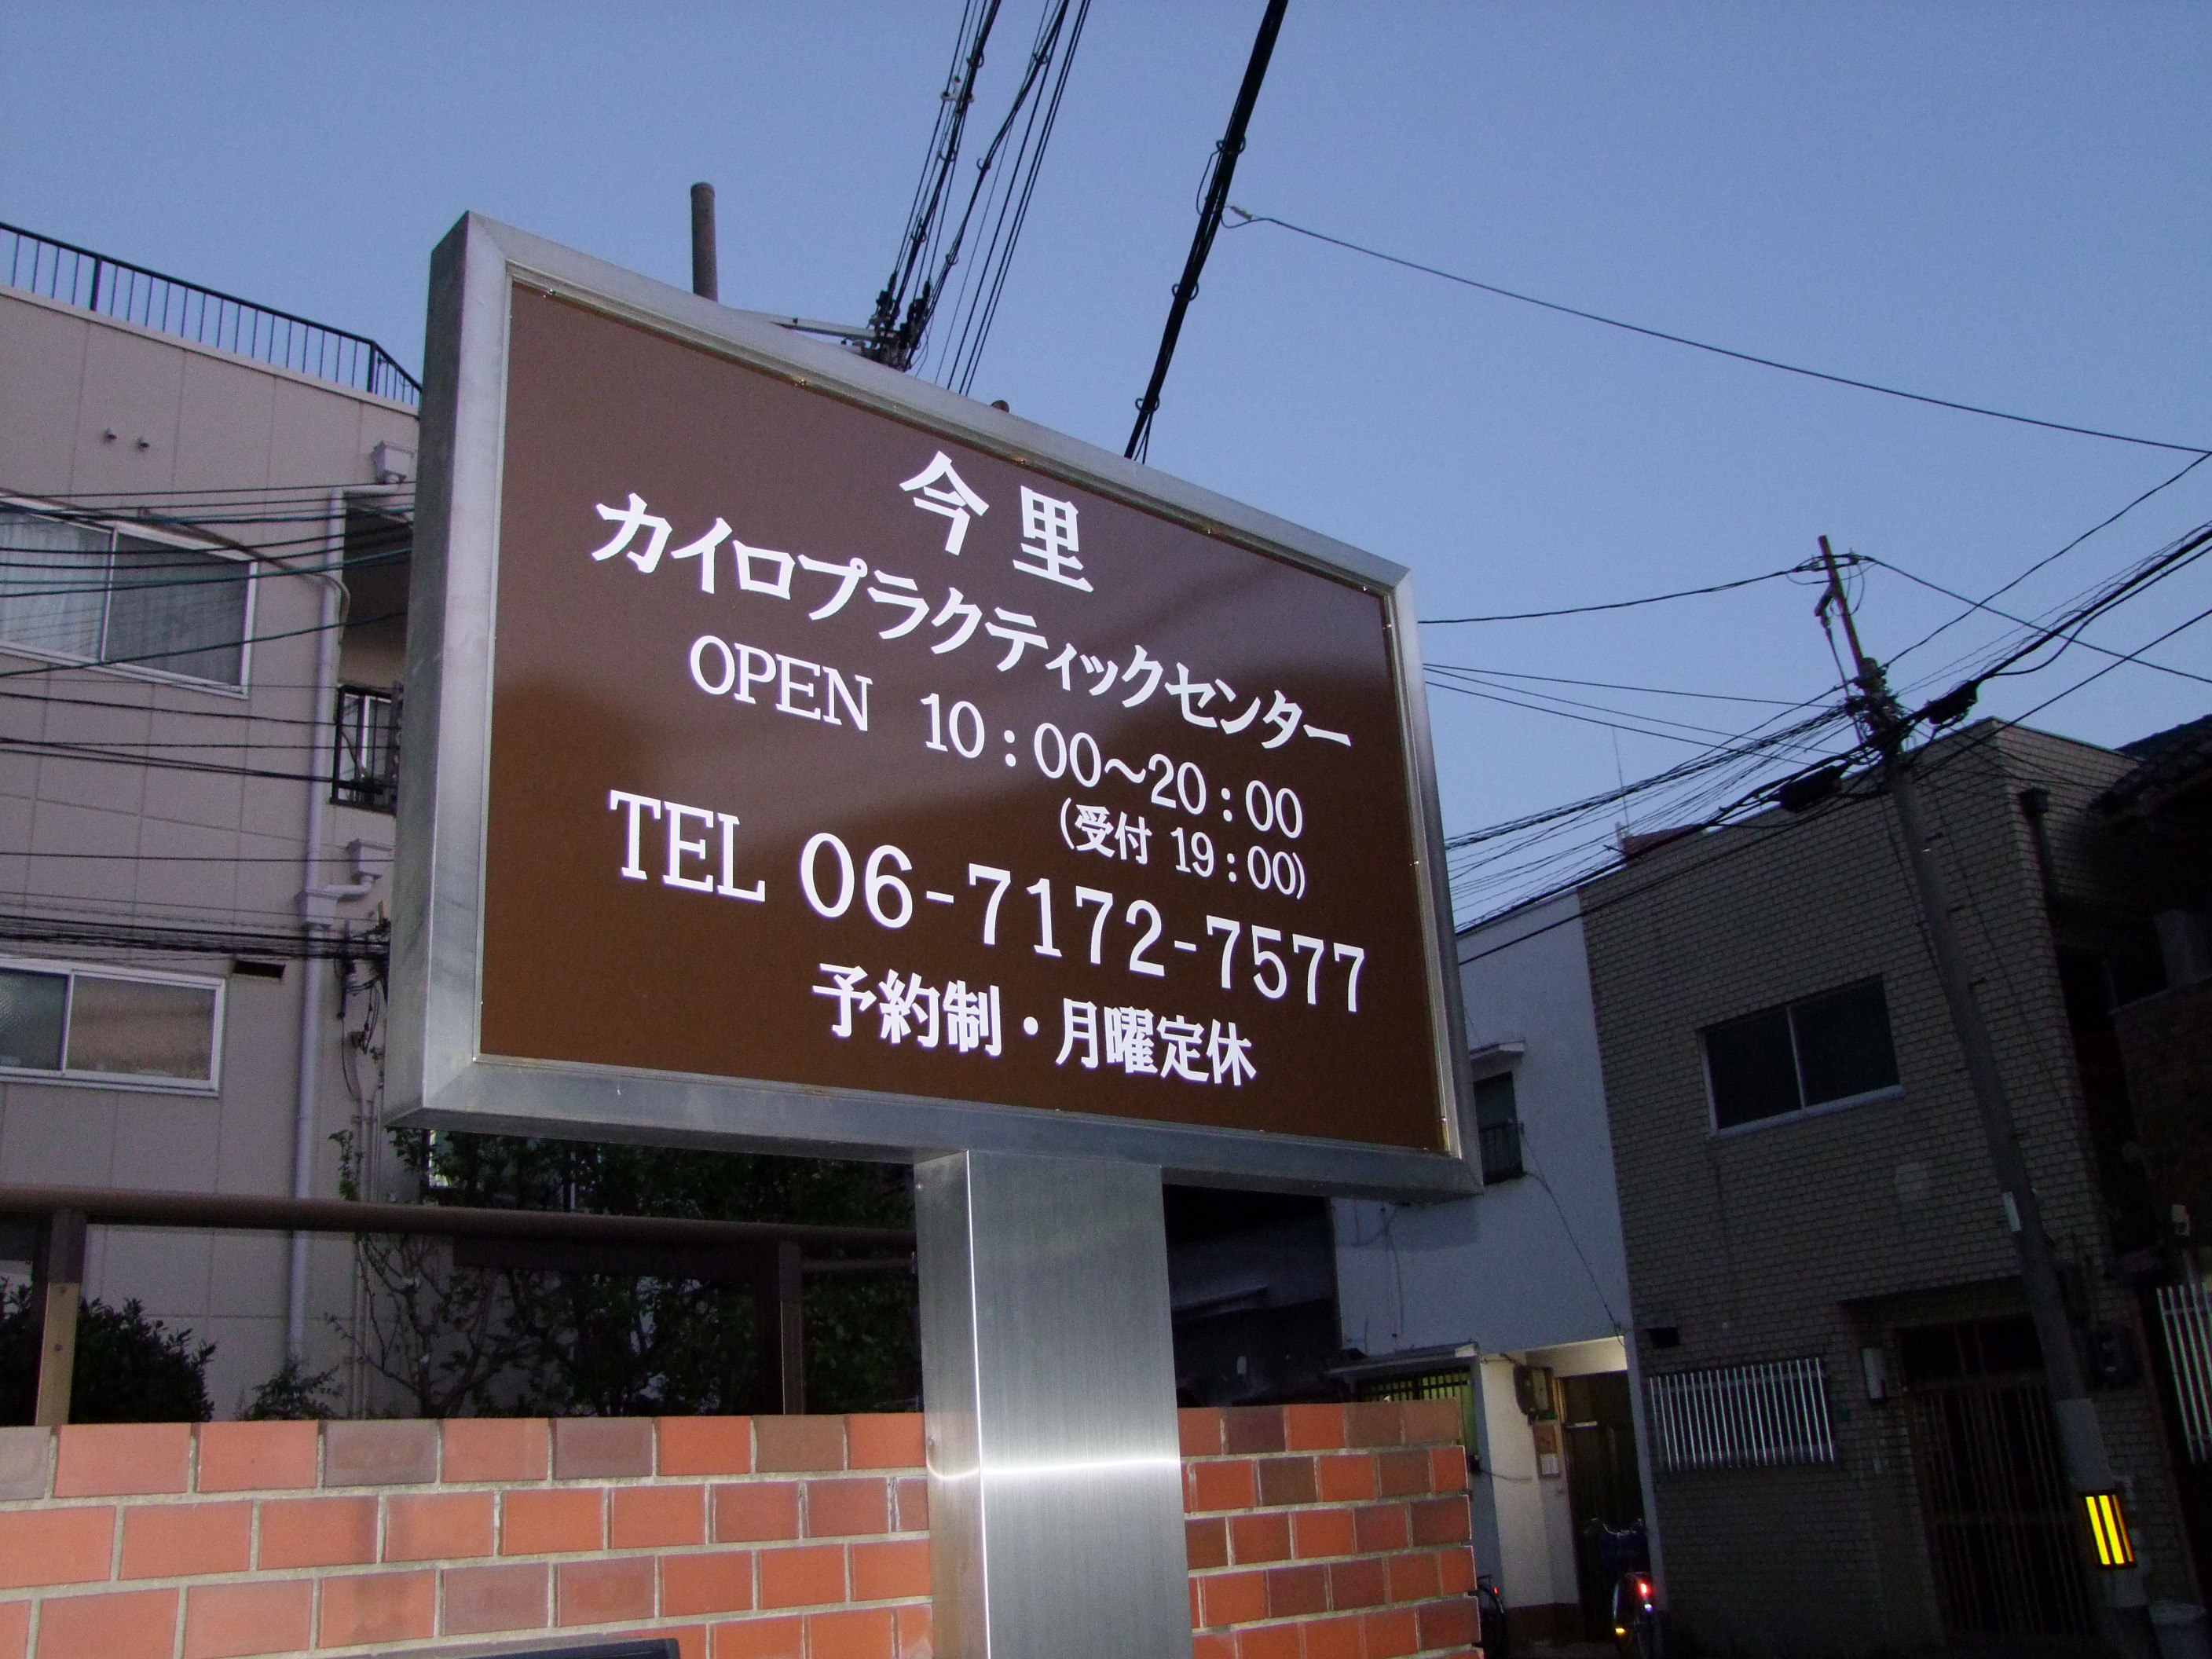 今里
カイロプラクティックセンター
OPEN 10：00～20：00
(受付 19：00)
TEL 06-7172-7577
予約制・月曜定休